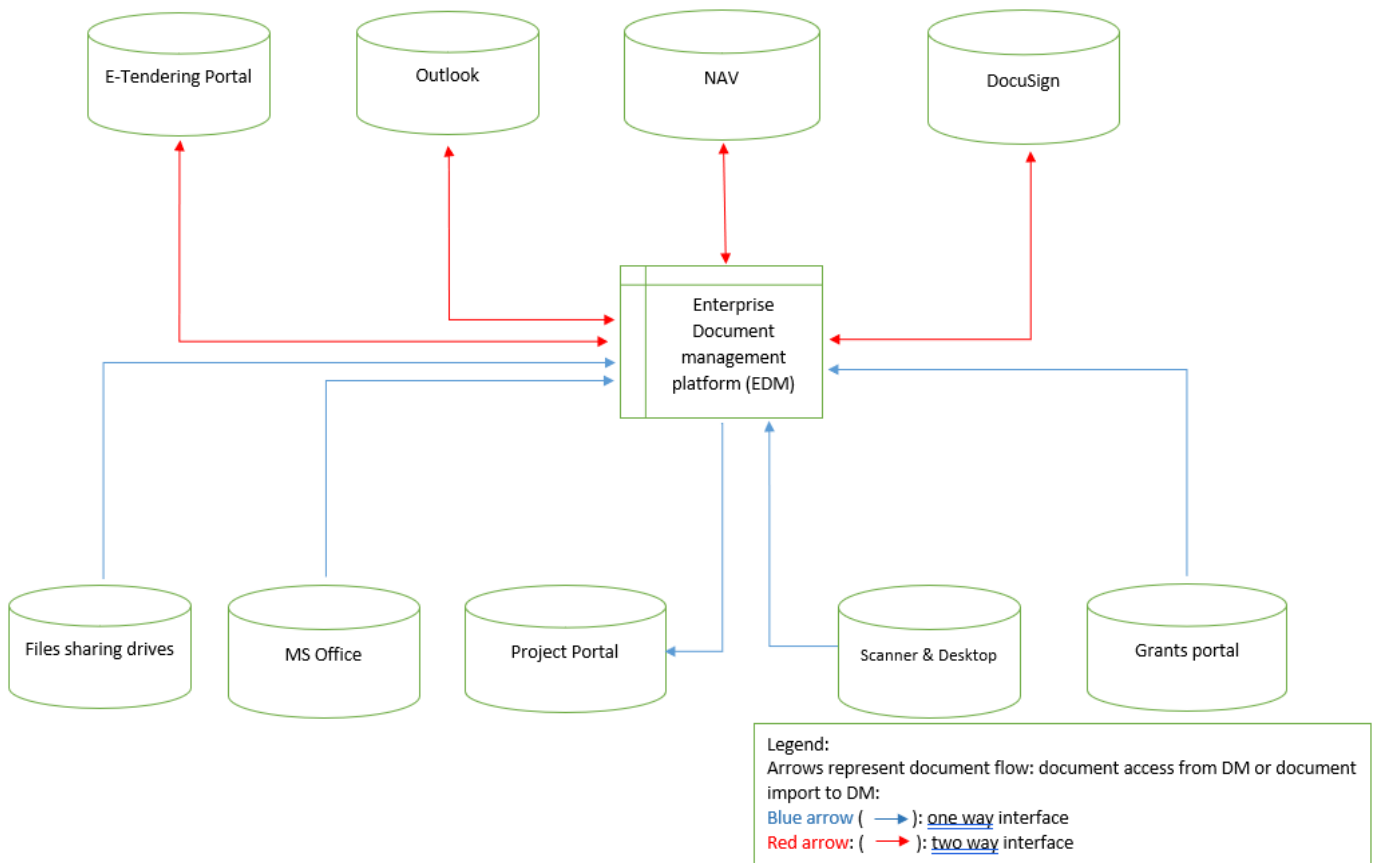 E-Tendering Portal
Outlook
NAV
DocuSign
Enterprise
Document
management
platform (EDM)
Files sharing drives
MS Office
Project Portal
Scanner & Desktop
Grants portal
Legend:
Arrows represent document flow: document access from DM or document
import to DM:
Blue arrow ( ): one way interface
Red arrow: ( ): two way interface